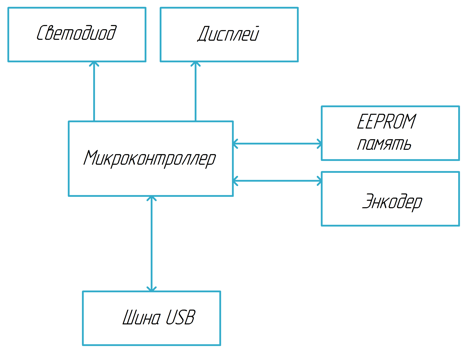 Светодиод
Дисплей
Микроконтроллер
EEPROM
память
Энкодер
Шина USB